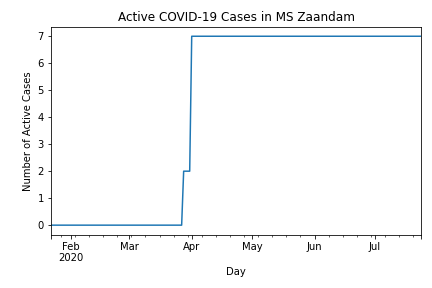 Active COVID-19 Cases in MS Zaandam
Number of Active Cases
7
6
5
4
3
2
1
0
Feb Mar Apr May Jun Jul
2020
Day